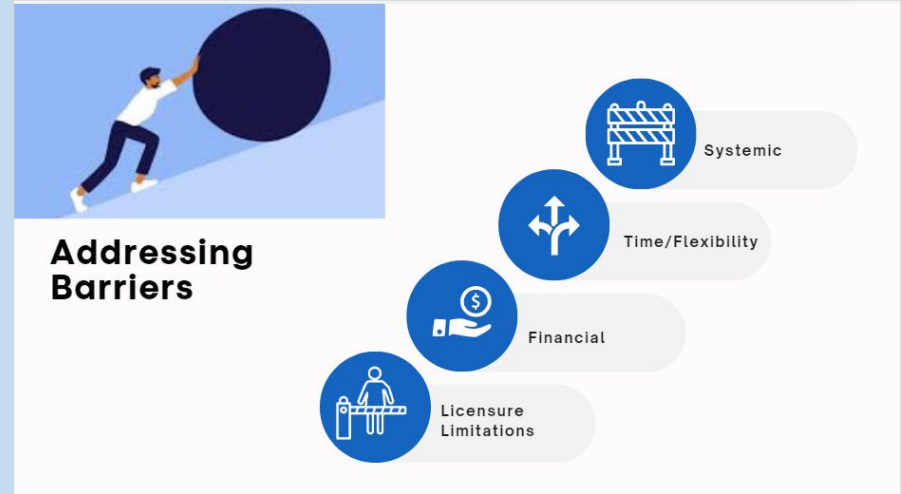 Addressing
Barriers
Systemic
Time/Flexibility
$
Financial
Licensure
Limitations